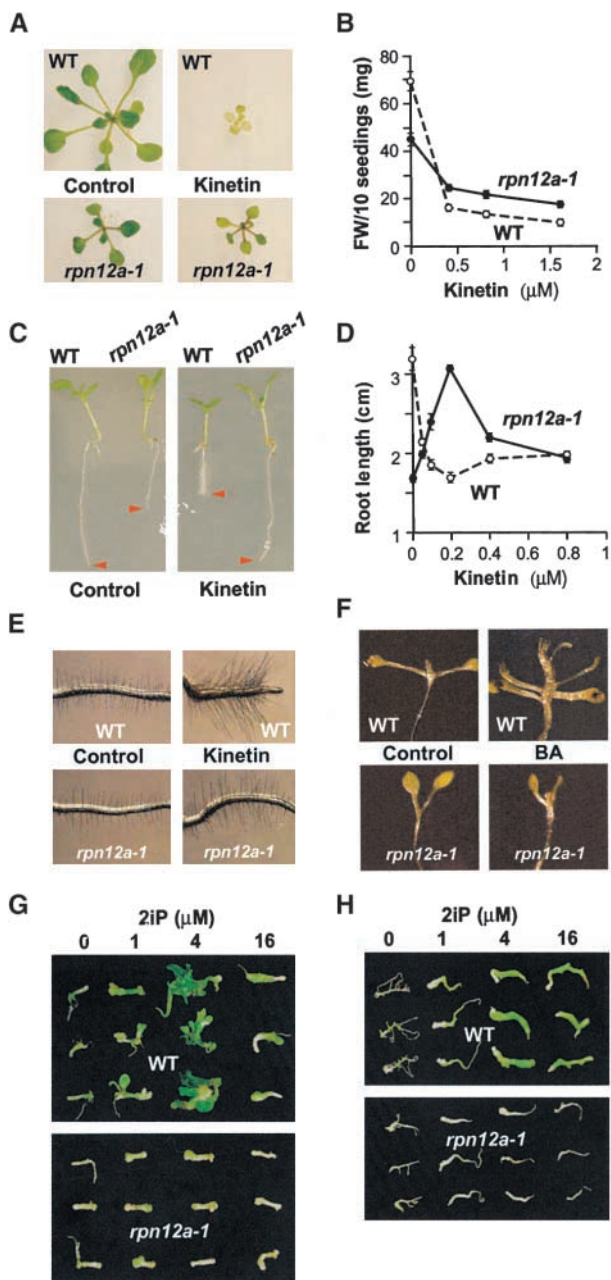 A
WT WT
Control Kinetin
rpn12a-1 rpn12a-1
B
FW/10 seedings (mg)
80
60
40
20
0
rpn12a-1
WT
0 0.5 1 1.5 2
Kinetin (μM)
C
WT rpn12a-1 WT rpn12a-1
Control Kinetin
D
Root length (cm)
3
2
1
rpn12a-1
WT
0 0.2 0.4 0.6 0.8 1
Kinetin (μM)
E
WT WT
Control Kinetin
rpn12a-1 rpn12a-1
F
WT WT
Control BA
rpn12a-1 rpn12a-1
G
2iP (μM)
0 1 4 16
WT
rpn12a-1
H
2iP (μM)
0 1 4 16
WT
rpn12a-1